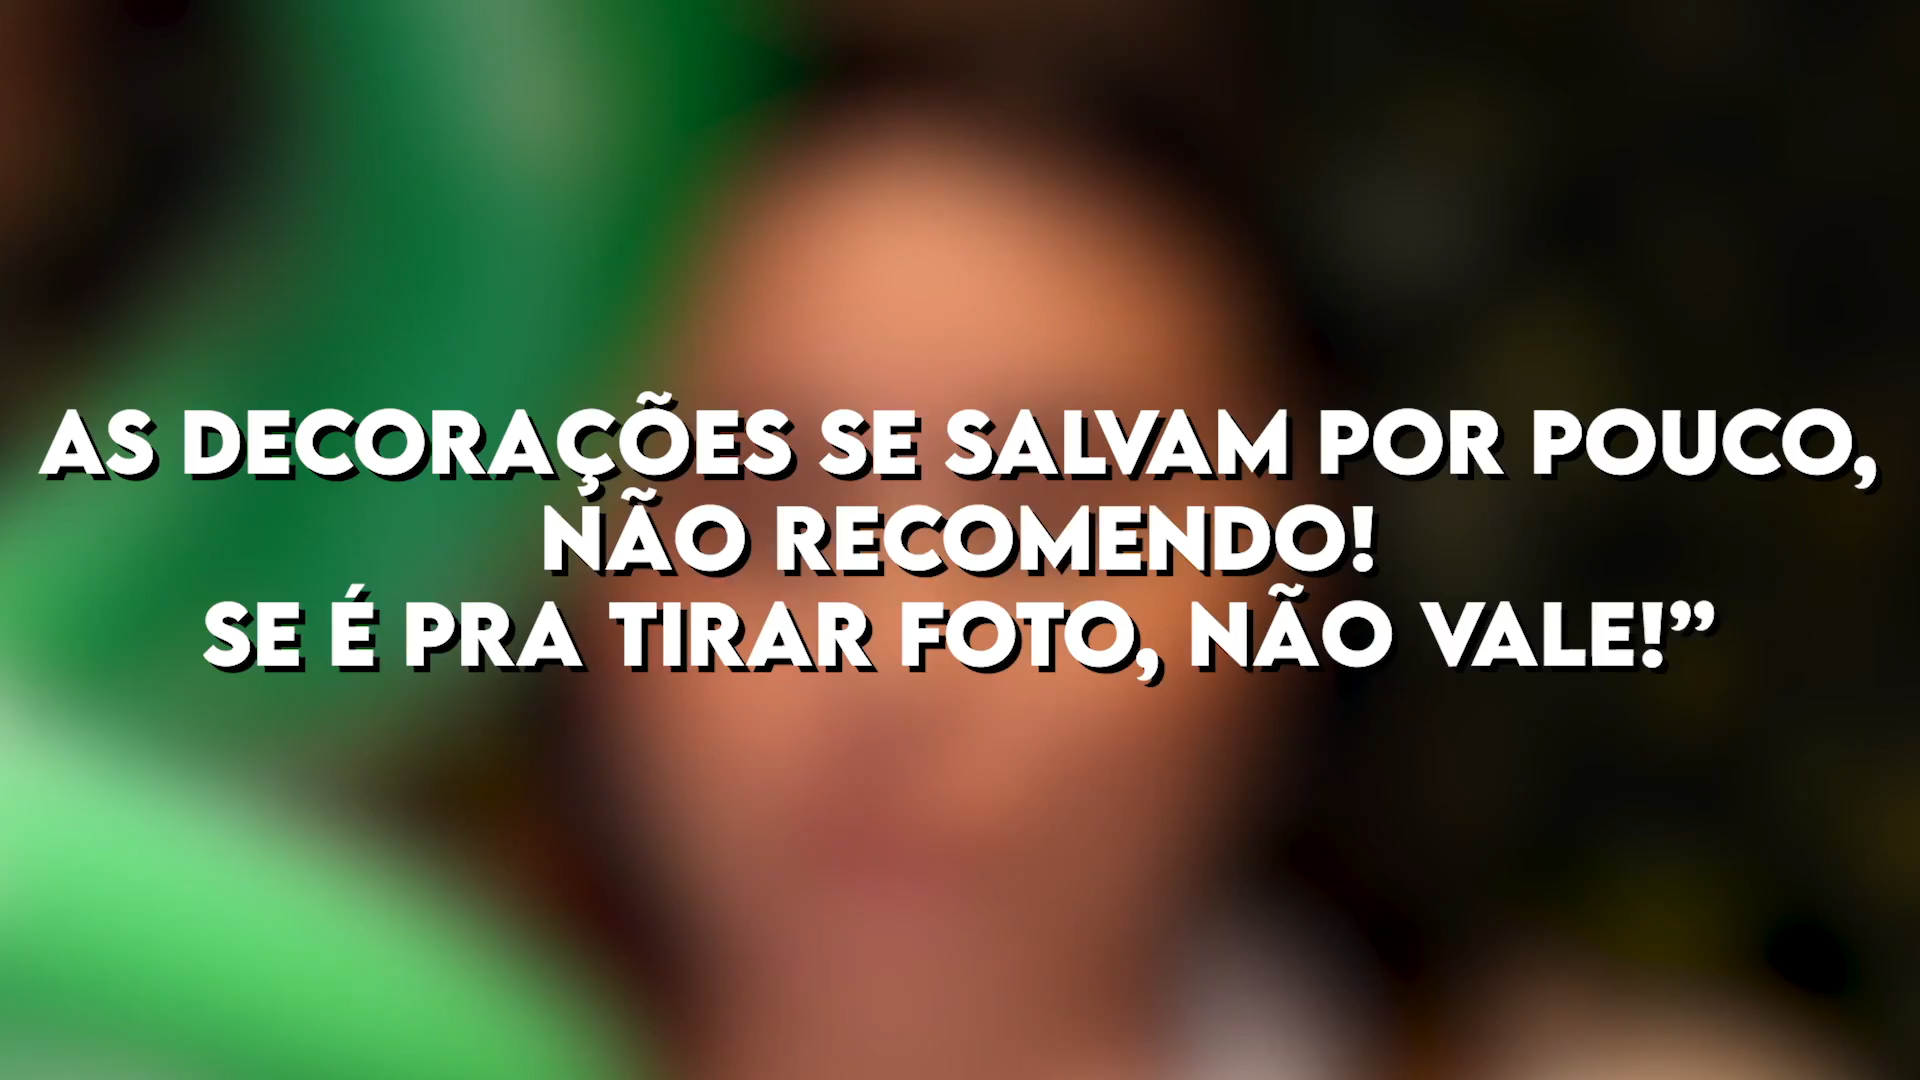 AS DECORAÇÕES SE SALVAM POR POUCO,
NÃO RECOMENDO!
SE É PRA TIRAR FOTO, NÃO VALE!”